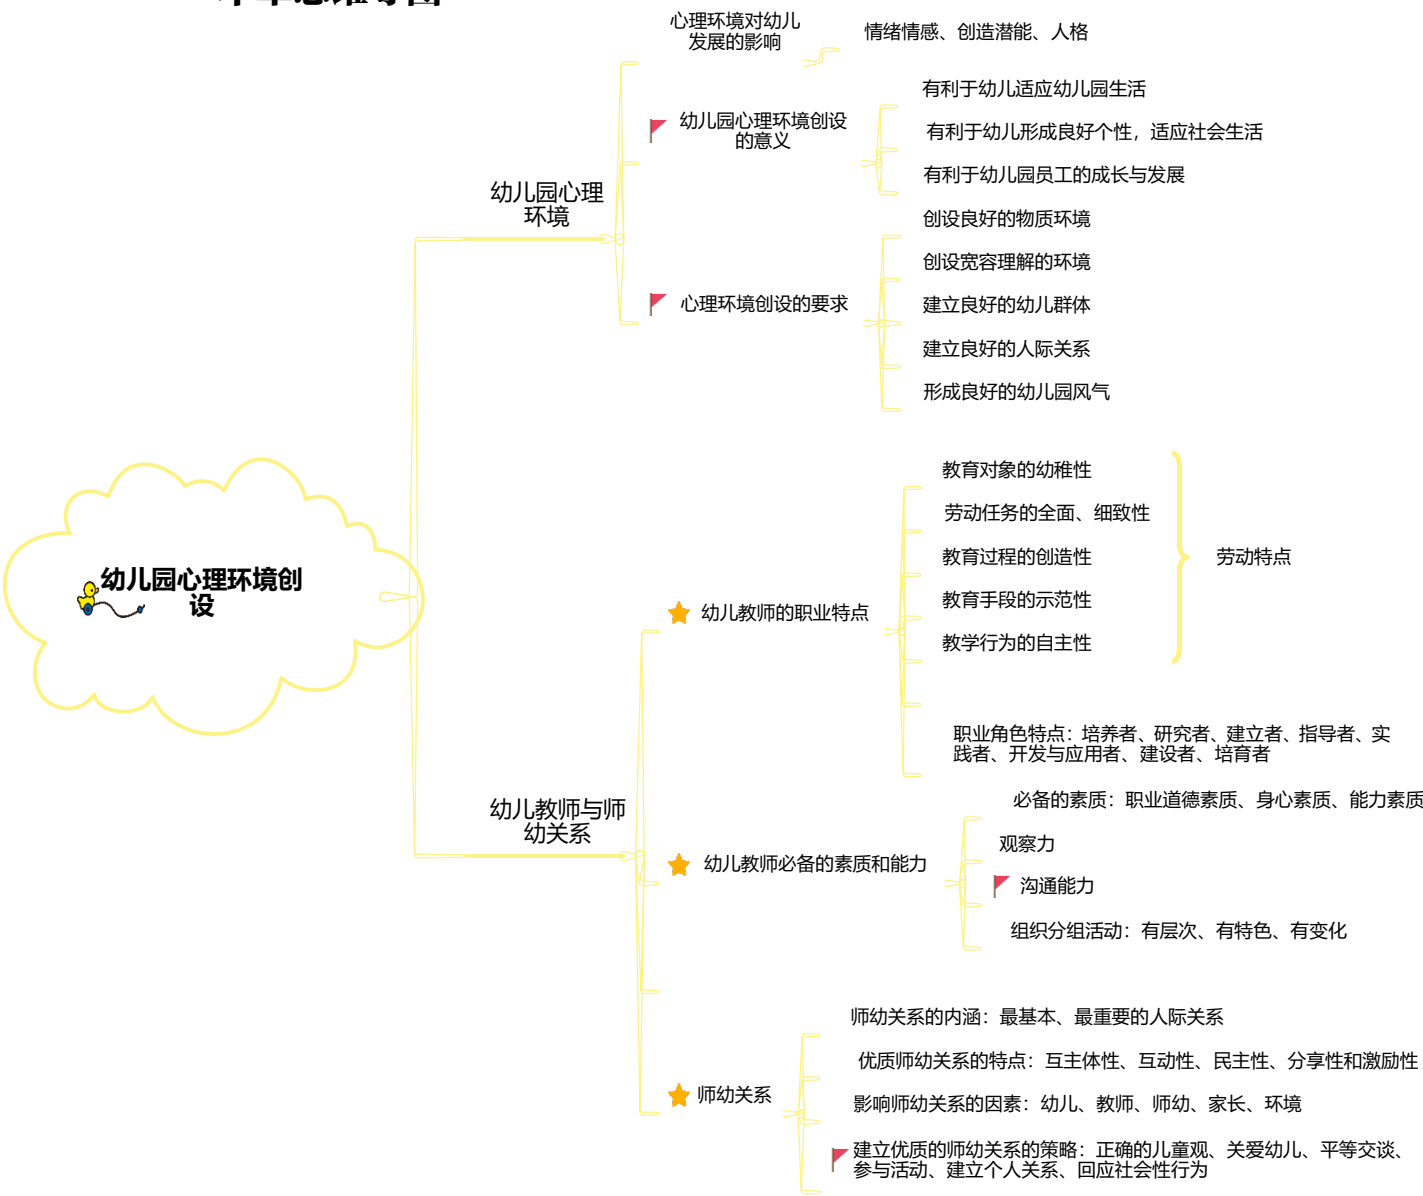 本章思维导图
心理环境对幼儿
发展的影响
情绪情感、创造潜能、人格
幼儿园心理环境创设
的意义
有利于幼儿适应幼儿园生活
有利于幼儿形成良好个性，适应社会生活
有利于幼儿园员工的成长与发展
幼儿园心理
环境
心理环境创设的要求
创设良好的物质环境
创设宽容理解的环境
建立良好的幼儿群体
建立良好的人际关系
形成良好的幼儿园风气
幼儿园心理环境创
设
幼儿教师的职业特点
教育对象的幼稚性
劳动任务的全面、细致性
教育过程的创造性
教育手段的示范性
教学行为的自主性
劳动特点
职业角色特点：培养者、研究者、建立者、指导者、实
践者、开发与应用者、建设者、培育者
幼儿教师与师
幼关系
幼儿教师必备的素质和能力
必备的素质：职业道德素质、身心素质、能力素质
观察力
沟通能力
组织分组活动：有层次、有特色、有变化
师幼关系
师幼关系的内涵：最基本、最重要的人际关系
优质师幼关系的特点：互主体性、互动性、民主性、分享性和激励性
影响师幼关系的因素：幼儿、教师、师幼、家长、环境
建立优质的师幼关系的策略：正确的儿童观、关爱幼儿、平等交谈、
参与活动、建立个人关系、回应社会性行为